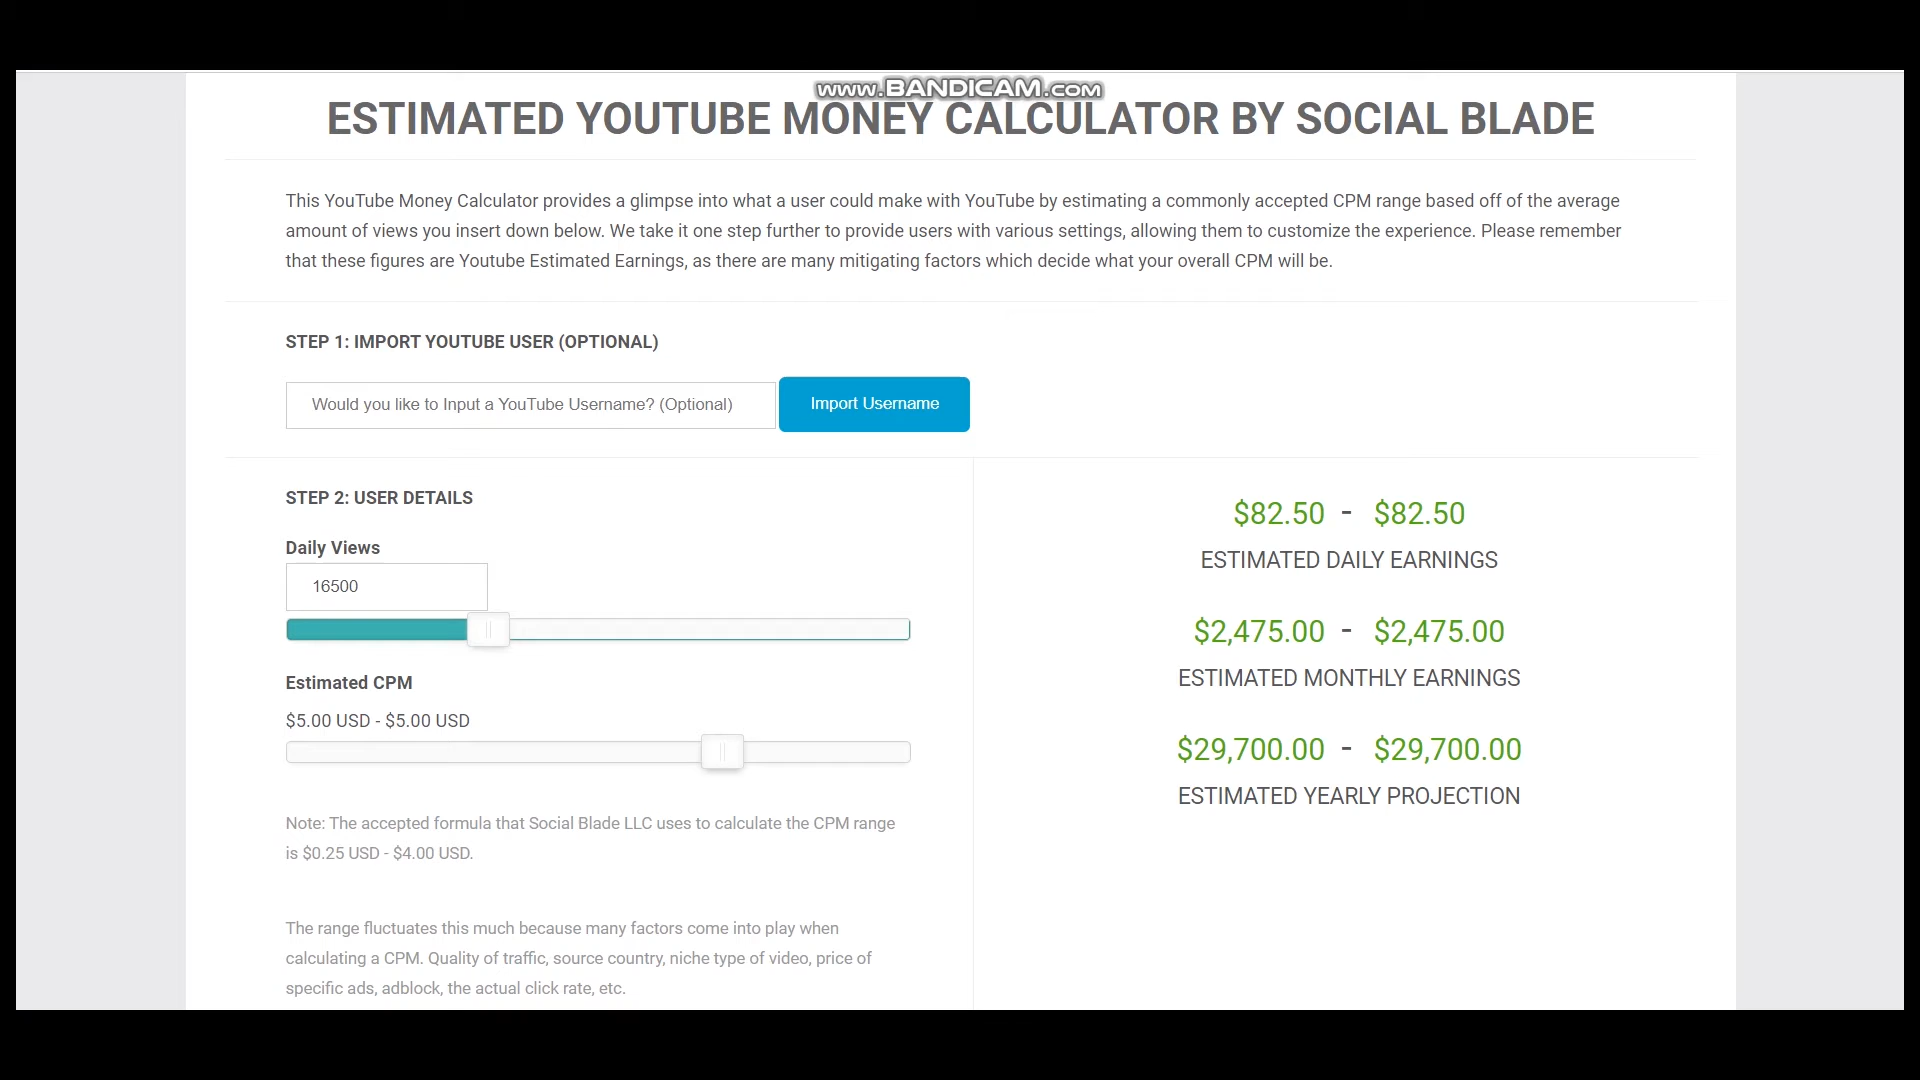 www.BANDICAM.com
ESTIMATED YOUTUBE MONEY CALCULATOR BY SOCIAL BLADE
This YouTube Money Calculator provides a glimpse into what a user could make with YouTube by estimating a commonly accepted CPM range based off of the average
amount of views you insert down below. We take it one step further to provide users with various settings, allowing them to customize the experience. Please remember
that these figures are Youtube Estimated Earnings, as there are many mitigating factors which decide what your overall CPM will be.
STEP 1: IMPORT YOUTUBE USER (OPTIONAL)
Would you like to Input a YouTube Username? (Optional)
Import Username
STEP 2: USER DETAILS
Daily Views
16500
Estimated CPM
$5.00 USD - $5.00 USD
Note: The accepted formula that Social Blade LLC uses to calculate the CPM range
is $0.25 USD - $4.00 USD.
The range fluctuates this much because many factors come into play when
calculating a CPM. Quality of traffic, source country, niche type of video, price of
specific ads, adblock, the actual click rate, etc.
$82.50 - $82.50
ESTIMATED DAILY EARNINGS
$2,475.00 - $2,475.00
ESTIMATED MONTHLY EARNINGS
$29,700.00 - $29,700.00
ESTIMATED YEARLY PROJECTION